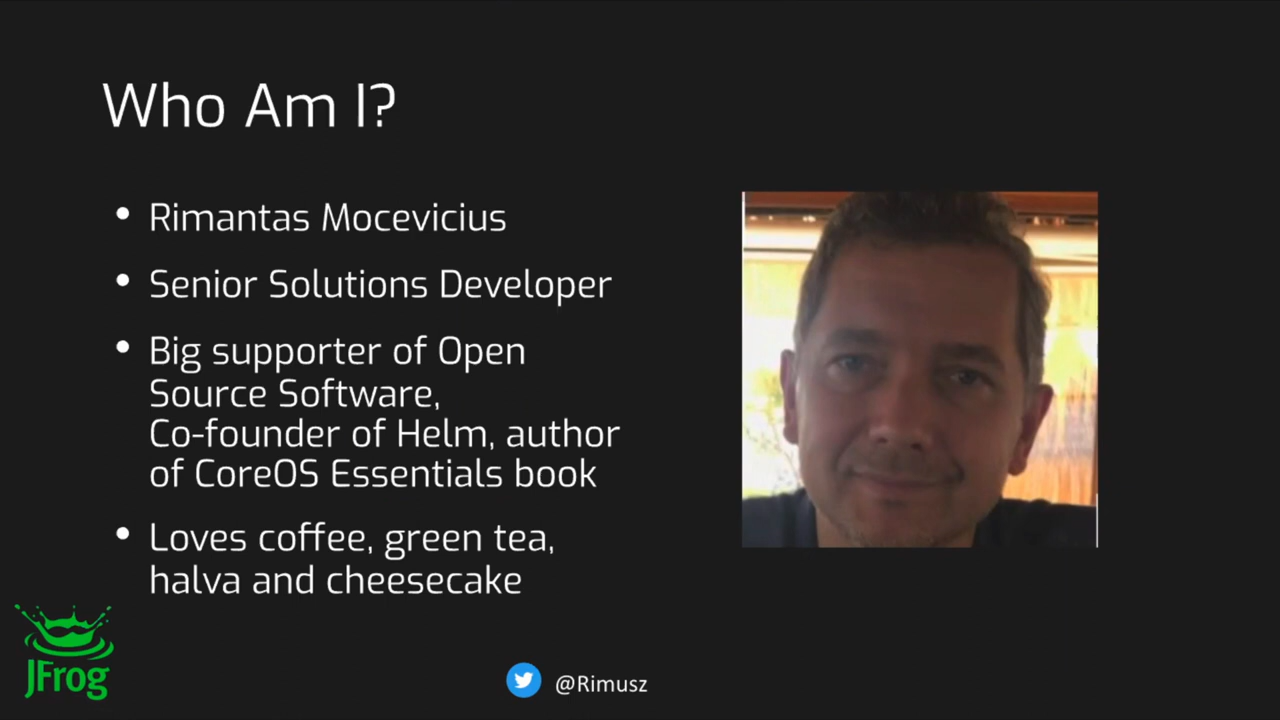 Who Am I?
• Rimantas Mocevicius
• Senior Solutions Developer
• Big supporter of Open
Source Software,
Co-founder of Helm, author
of CoreOS Essentials book
• Loves coffee, green tea,
halva and cheesecake
JFrog
@Rimusz